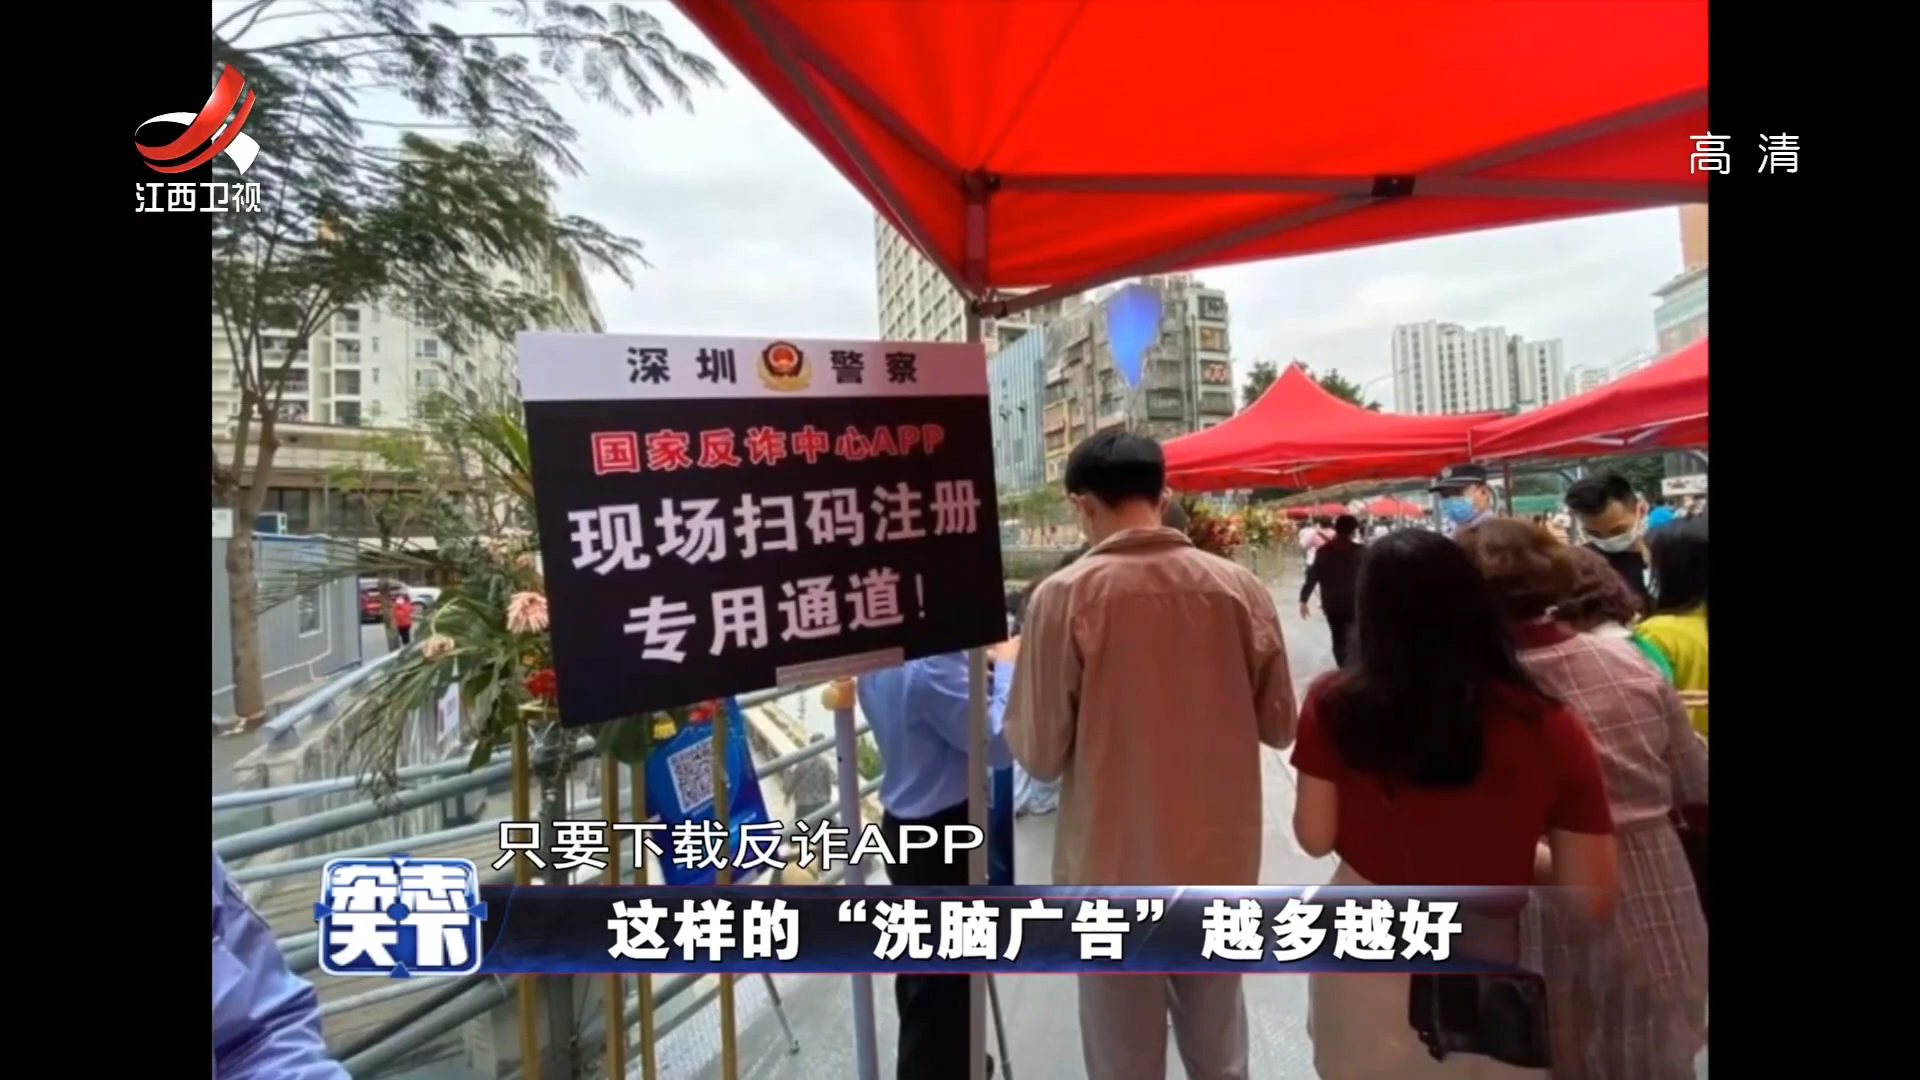 江西卫视
高清
深圳 警察
国家反诈中心APP
现场扫码注册
专用通道！
只要下载反诈APP
杂志
天下
这样的“洗脑广告”越多越好